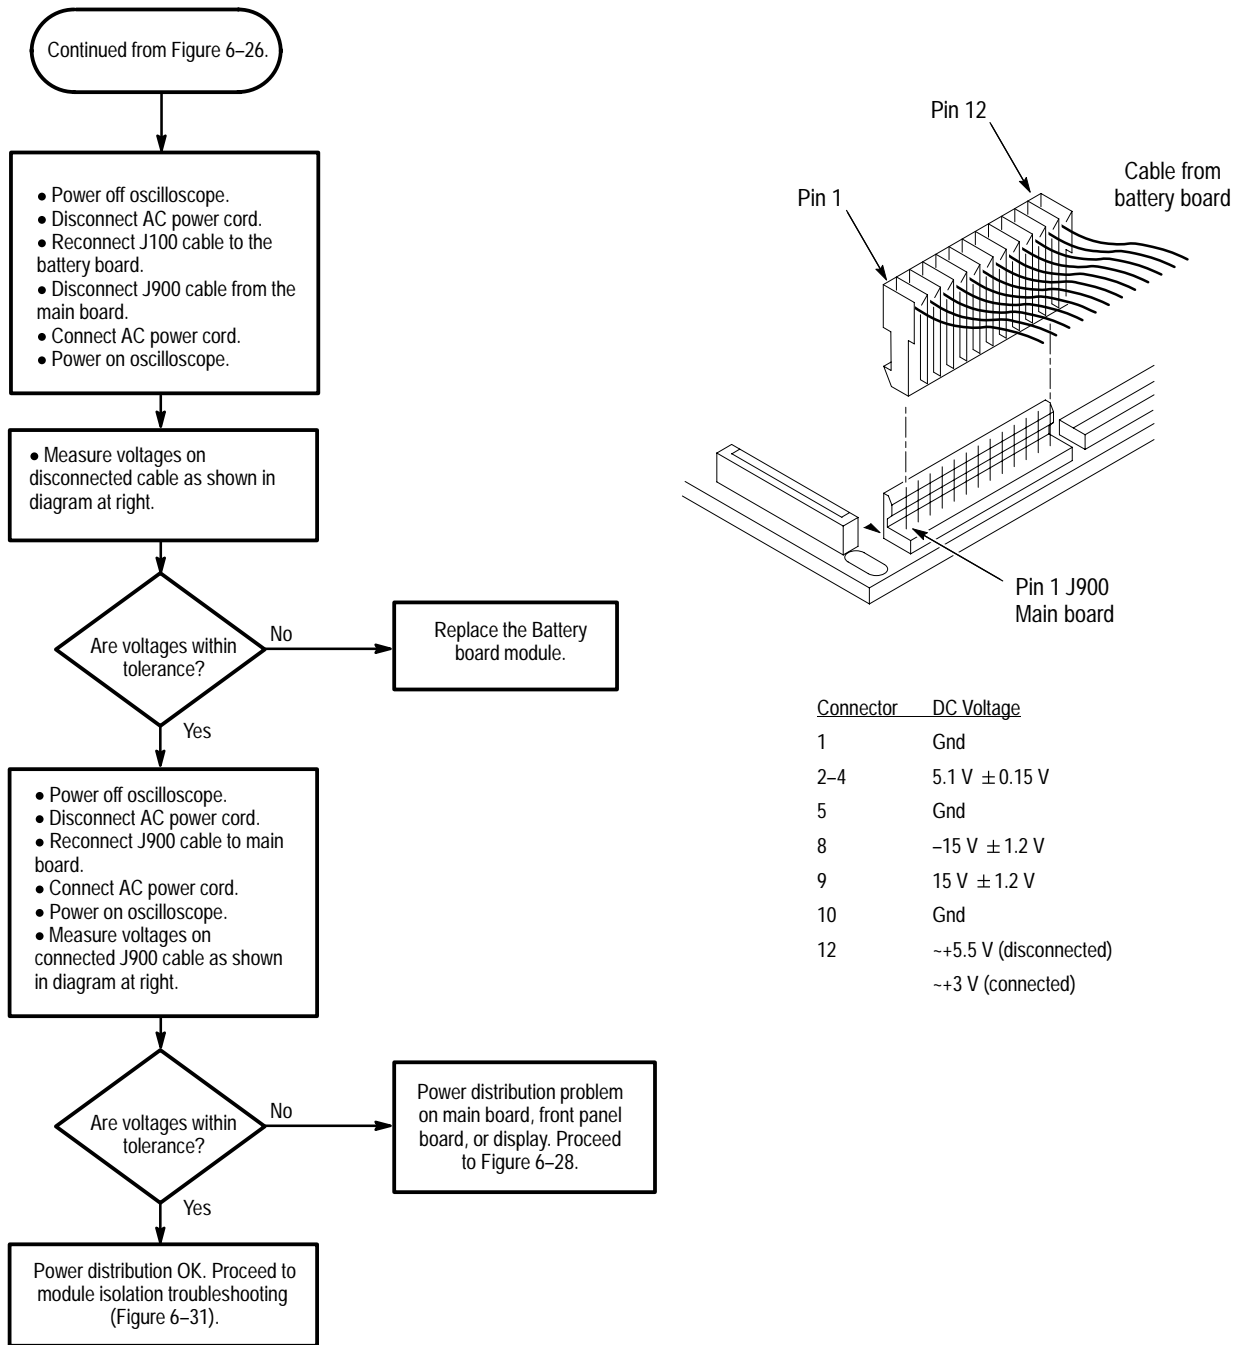 Continued from Figure 6–26.
● Power off oscilloscope.
● Disconnect AC power cord.
● Reconnect J100 cable to the
battery board.
● Disconnect J900 cable from the
main board.
● Connect AC power cord.
● Power on oscilloscope.
● Measure voltages on
disconnected cable as shown in
diagram at right.
Are voltages within
tolerance?
No
Replace the Battery
board module.
Yes
● Power off oscilloscope.
● Disconnect AC power cord.
● Reconnect J900 cable to main
board.
● Connect AC power cord.
● Power on oscilloscope.
● Measure voltages on
connected J900 cable as shown
in diagram at right.
Are voltages within
tolerance?
No
Power distribution problem
on main board, front panel
board, or display. Proceed
to Figure 6–28.
Yes
Power distribution OK. Proceed to
module isolation troubleshooting
(Figure 6–31).
Pin 12
Pin 1
Cable from
battery board
Pin 1 J900
Main board
Connector DC Voltage
1 Gnd
2–4 5.1 V ± 0.15 V
5 Gnd
8 –15 V ± 1.2 V
9 15 V ± 1.2 V
10 Gnd
12 ~+5.5 V (disconnected)
~+3 V (connected)